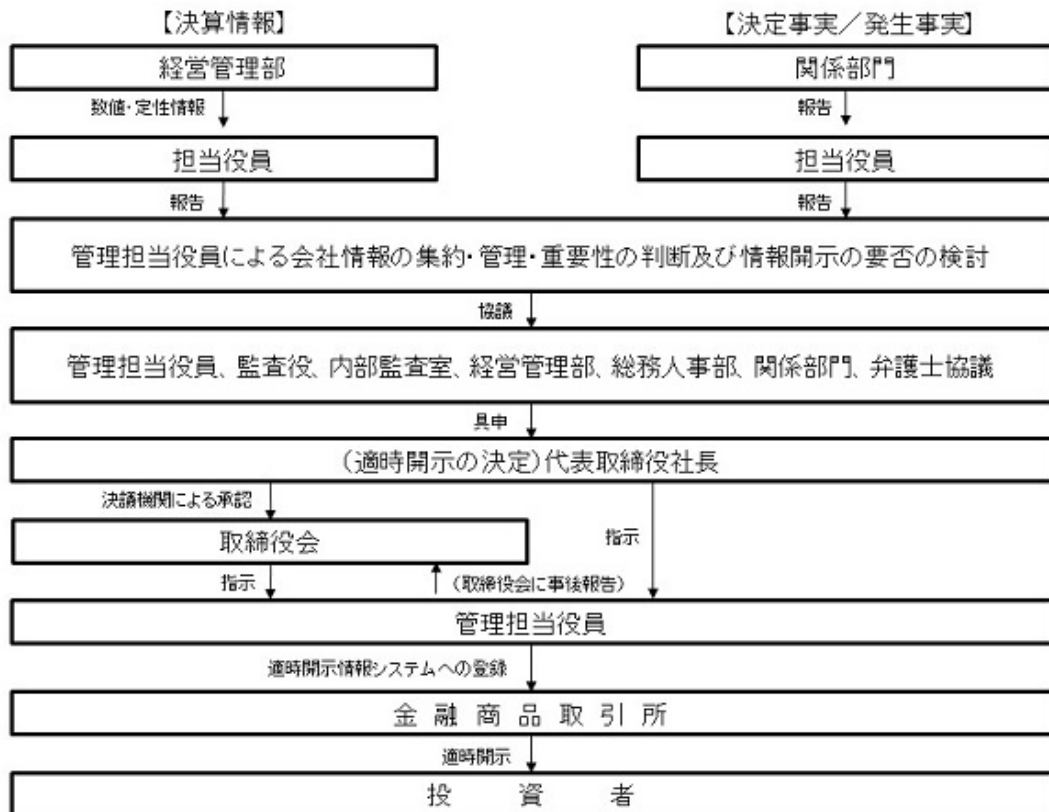 【決算情報】
【決定事実／発生事実】
経営管理部
関係部門
数値・定性情報
報告
担当役員
担当役員
報告
報告
管理担当役員による会社情報の集約・管理・重要性の判断及び情報開示の要否の検討
協議
管理担当役員、監査役、内部監査室、経営管理部、総務人事部、関係部門、弁護士協議
具申
（適時開示の決定）代表取締役社長
決議機関による承認
取締役会
指示
指示
（取締役会に事後報告）
管理担当役員
適時開示情報システムへの登録
金融商品取引所
適時開示
投資者